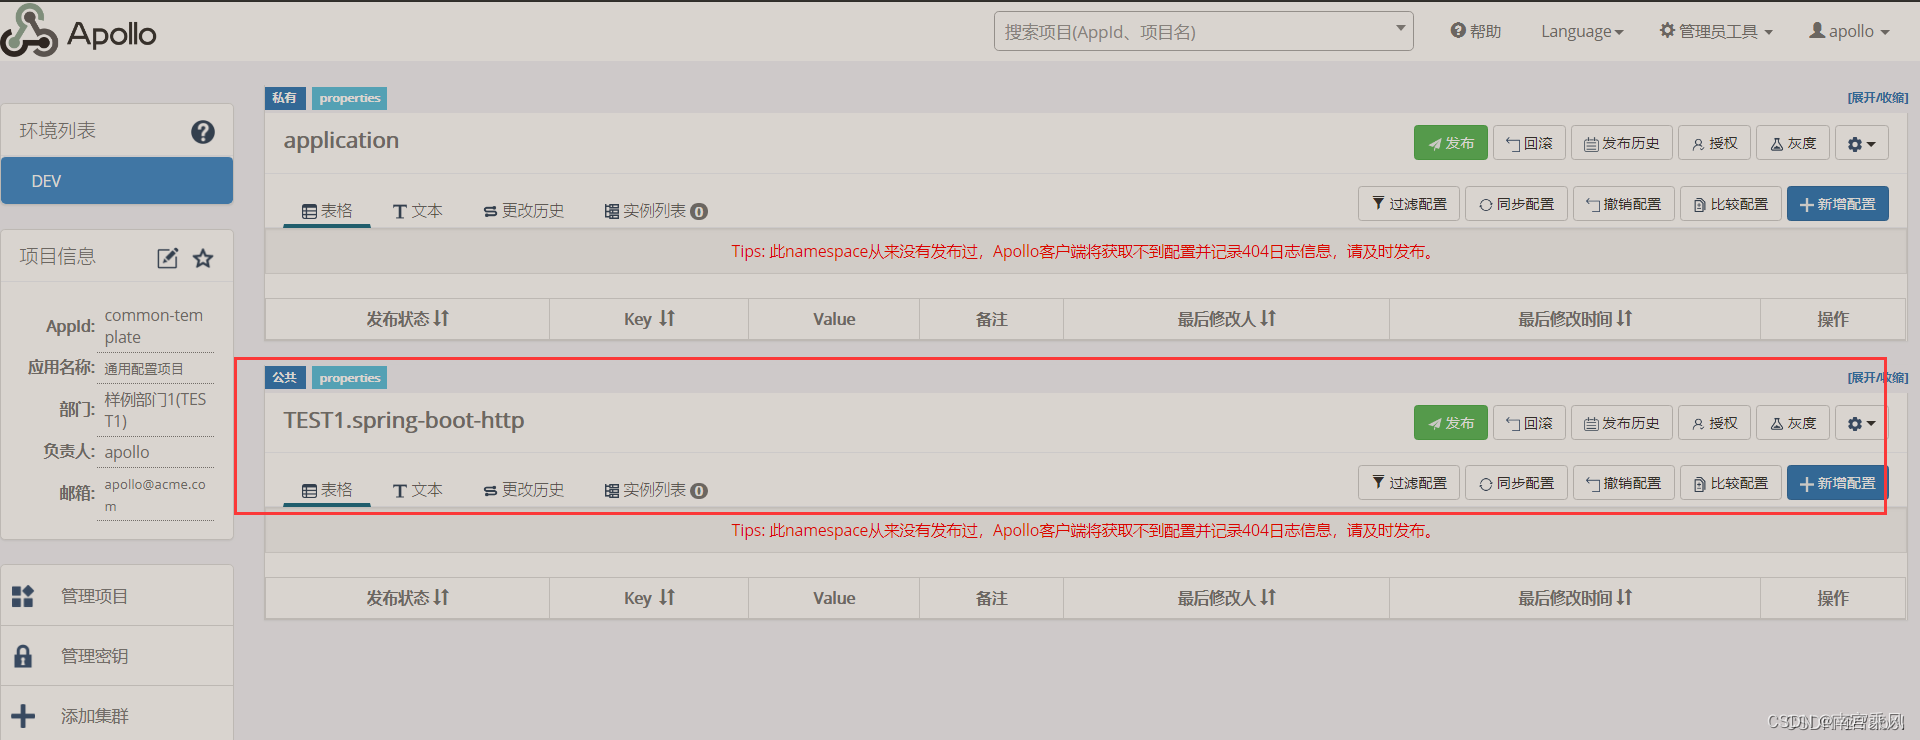 Apollo
搜索项目(AppId、项目名)
帮助
Language
管理员工具
apollo
环境列表
DEV
项目信息
AppId:
common-tem
plate
应用名称:
通用配置项目
部门:
样例部门1(TES
T1)
负责人:
apollo
邮箱:
apollo@acme.co
m
管理项目
管理密钥
添加集群
私有 properties
[展开/收缩]
application
发布 回滚 发布历史 授权 灰度
表格 文本 更改历史 实例列表 0
过滤配置 同步配置 撤销配置 比较配置 新增配置
Tips: 此namespace从来没有发布过，Apollo客户端将获取不到配置并记录404日志信息，请及时发布。
发布状态 Key Value 备注 最后修改人 最后修改时间 操作
公共 properties
[展开/收缩]
TEST1.spring-boot-http
发布 回滚 发布历史 授权 灰度
表格 文本 更改历史 实例列表 0
过滤配置 同步配置 撤销配置 比较配置 新增配置
Tips: 此namespace从来没有发布过，Apollo客户端将获取不到配置并记录404日志信息，请及时发布。
发布状态 Key Value 备注 最后修改人 最后修改时间 操作